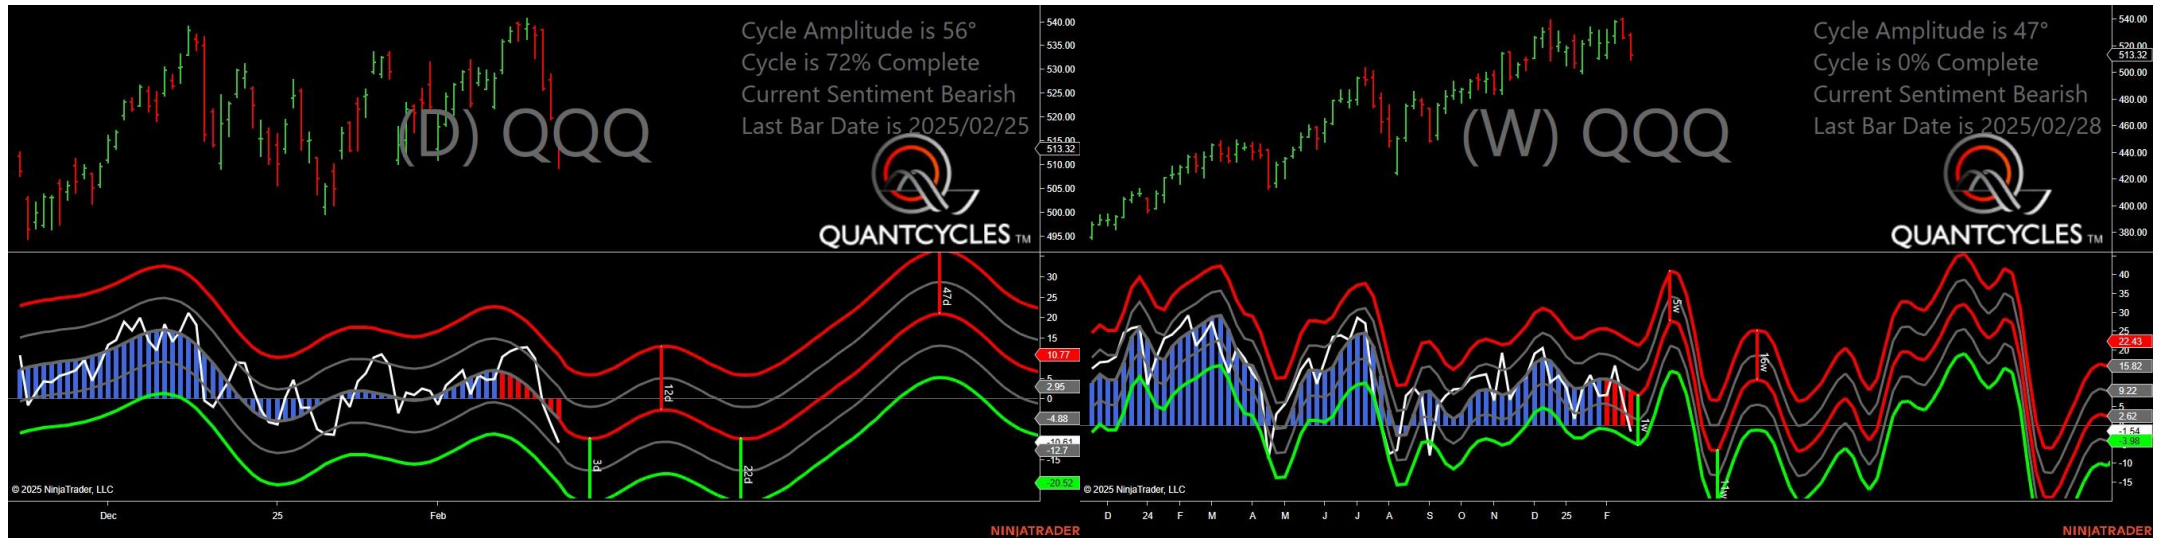 Cycle Amplitude is 56°
Cycle is 72% Complete
Current Sentiment Bearish
Last Bar Date is 2025/02/25
(D) QQQ
QUANTCYCLES TM
540.00
535.00
530.00
525.00
520.00
515.00
513.32
510.00
505.00
500.00
495.00
30
25
20
15
10.77
5
2.95
0
-4.88
-10.61
-12.7
-15
-20.52
3d
12d
22d
47d
© 2025 NinjaTrader, LLC
Dec
25
Feb
NINJATRADER
Cycle Amplitude is 47°
Cycle is 0% Complete
Current Sentiment Bearish
Last Bar Date is 2025/02/28
(W) QQQ
QUANTCYCLES TM
540.00
520.00
513.32
500.00
480.00
460.00
440.00
420.00
400.00
380.00
40
35
30
25
22.43
20
15.82
9.22
5
2.62
-1.54
-3.98
-10
-15
1w
5w
11w
16w
© 2025 NinjaTrader, LLC
D
24
F
M
A
M
J
J
A
S
O
N
D
25
F
NINJATRADER